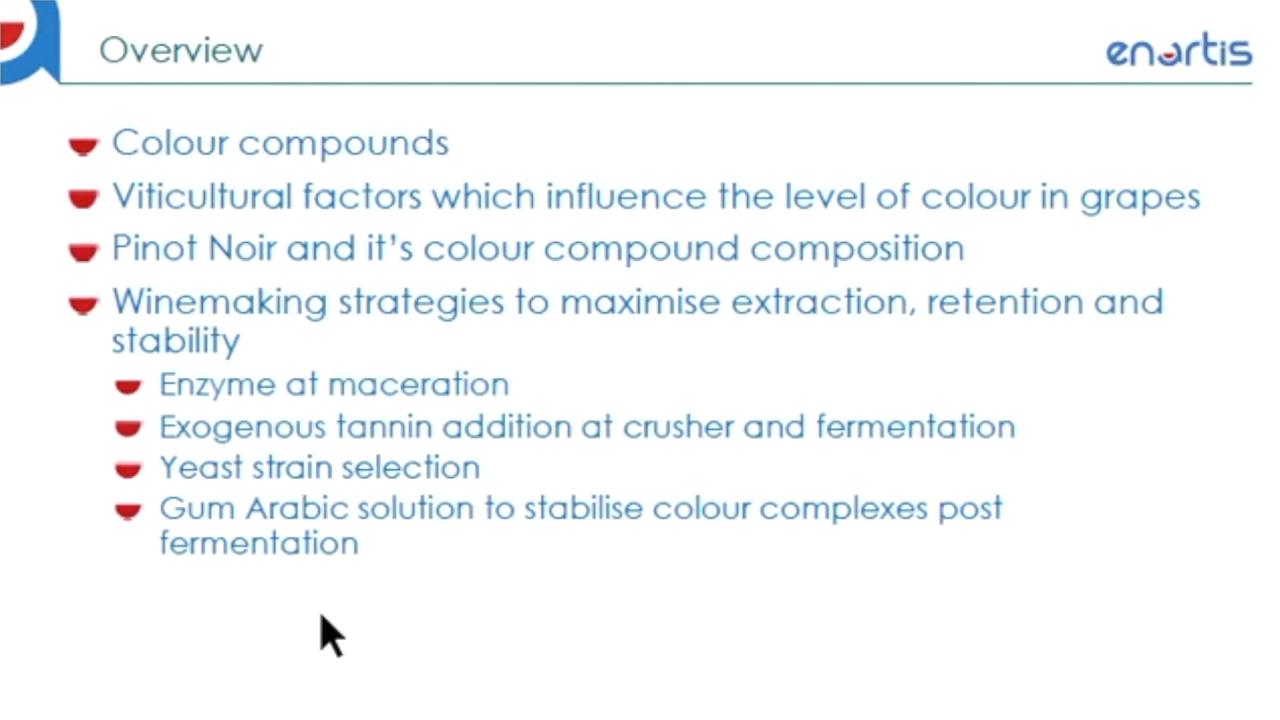 Overview
enartis
Colour compounds
Viticultural factors which influence the level of colour in grapes
Pinot Noir and it's colour compound composition
Winemaking strategies to maximise extraction, retention and
stability
Enzyme at maceration
Exogenous tannin addition at crusher and fermentation
Yeast strain selection
Gum Arabic solution to stabilise colour complexes post
fermentation